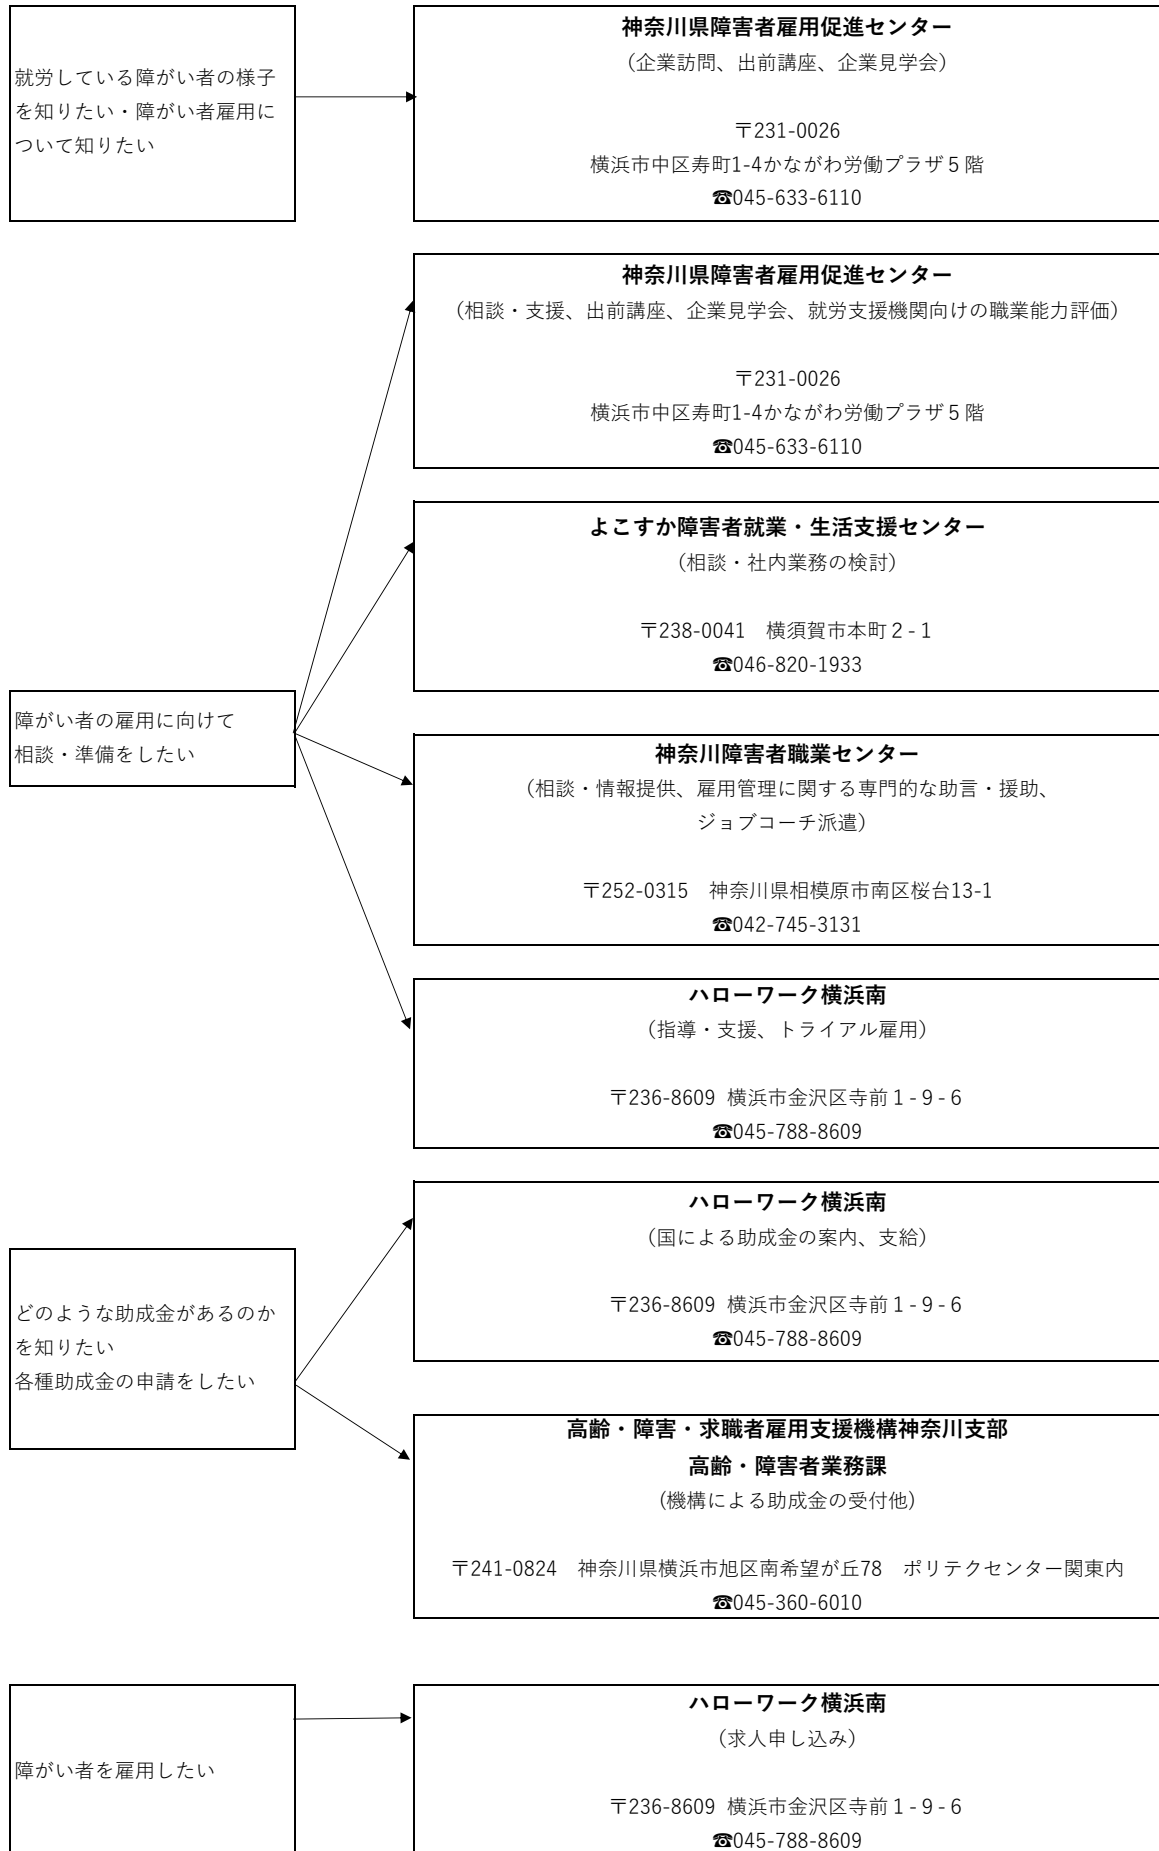 就労している障がい者の様子
を知りたい・障がい者雇用に
ついて知りたい
神奈川県障害者雇用促進センター
（企業訪問、出前講座、企業見学会）
〒231-0026
横浜市中区寿町1-4かながわ労働プラザ５階
☎045-633-6110
障がい者の雇用に向けて
相談・準備をしたい
神奈川県障害者雇用促進センター
（相談・支援、出前講座、企業見学会、就労支援機関向けの職業能力評価）
〒231-0026
横浜市中区寿町1-4かながわ労働プラザ５階
☎045-633-6110
よこすか障害者就業・生活支援センター
（相談・社内業務の検討）
〒238-0041　横須賀市本町２-１
☎046-820-1933
神奈川障害者職業センター
（相談・情報提供、雇用管理に関する専門的な助言・援助、
ジョブコーチ派遣）
〒252-0315　神奈川県相模原市南区桜台13-1
☎042-745-3131
ハローワーク横浜南
（指導・支援、トライアル雇用）
〒236-8609 横浜市金沢区寺前１-９-６
☎045-788-8609
どのような助成金があるのか
を知りたい
各種助成金の申請をしたい
ハローワーク横浜南
（国による助成金の案内、支給）
〒236-8609 横浜市金沢区寺前１-９-６
☎045-788-8609
高齢・障害・求職者雇用支援機構神奈川支部
高齢・障害者業務課
（機構による助成金の受付他）
〒241-0824　神奈川県横浜市旭区南希望が丘78　ポリテクセンター関東内
☎045-360-6010
障がい者を雇用したい
ハローワーク横浜南
（求人申し込み）
〒236-8609 横浜市金沢区寺前１-９-６
☎045-788-8609